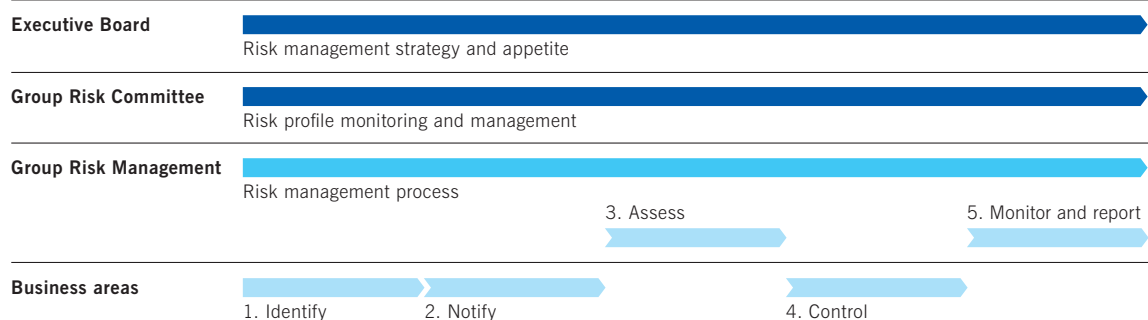 Executive Board
Risk management strategy and appetite
Group Risk Committee
Risk profile monitoring and management
Group Risk Management
Risk management process
3. Assess
5. Monitor and report
Business areas
1. Identify
2. Notify
4. Control